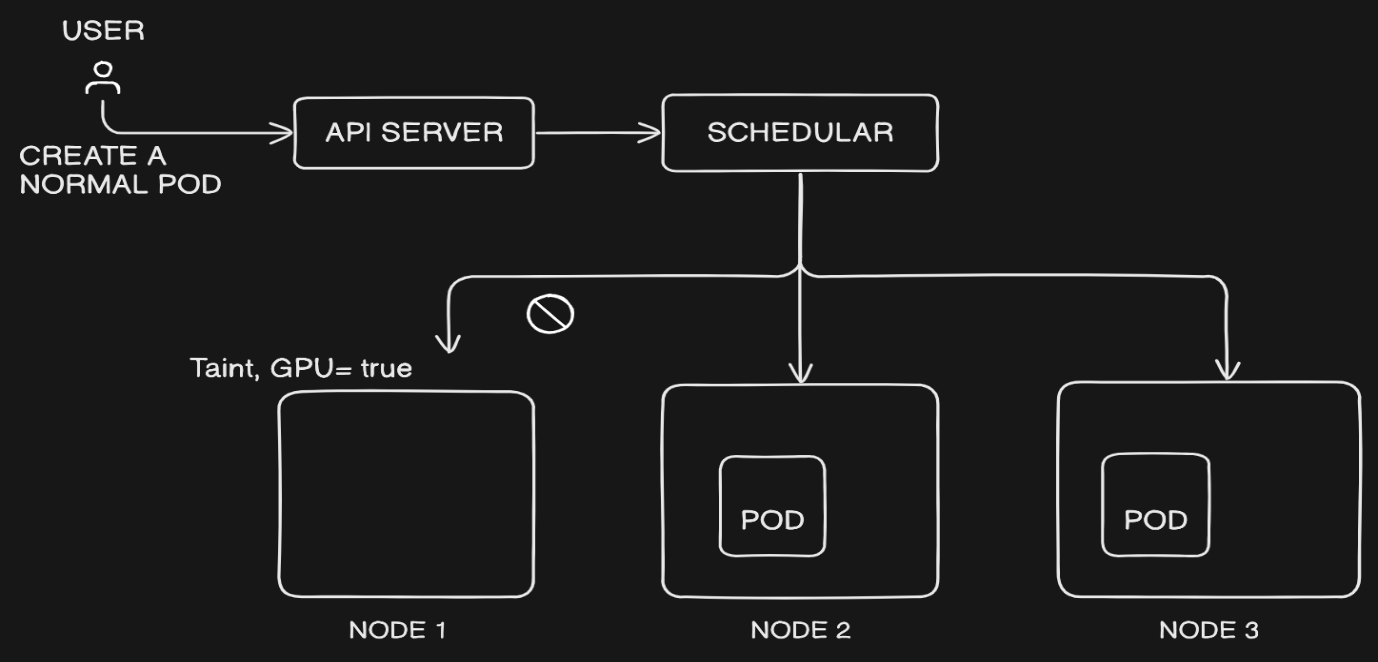 USER
CREATE A
NORMAL POD
API SERVER
SCHEDULAR
Taint, GPU= true
POD
POD
NODE 1
NODE 2
NODE 3